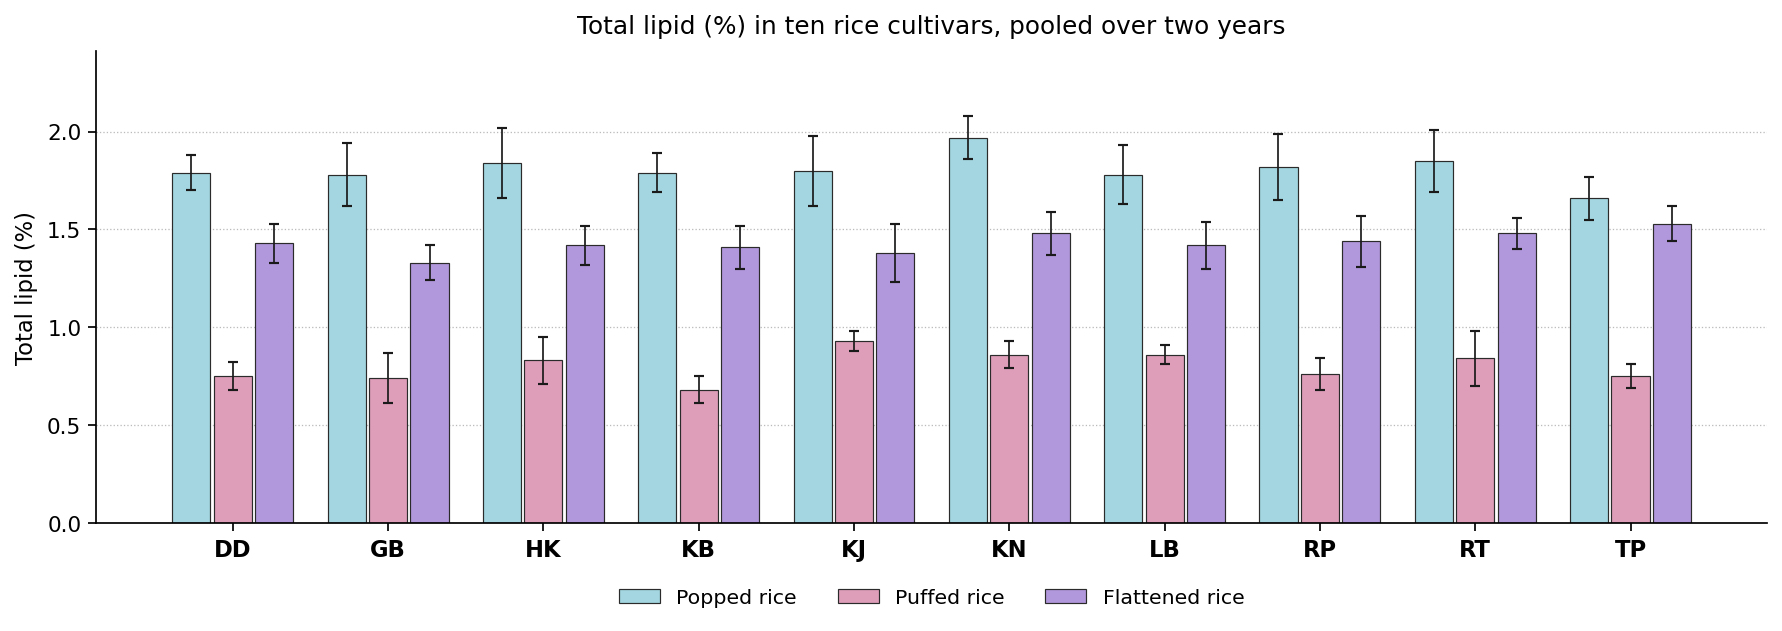 Total lipid (%) in ten rice cultivars, pooled over two years
Total lipid (%)
2.0
1.5
1.0
0.5
0.0
DD GB HK KB KJ KN LB RP RT TP
Popped rice Puffed rice Flattened rice